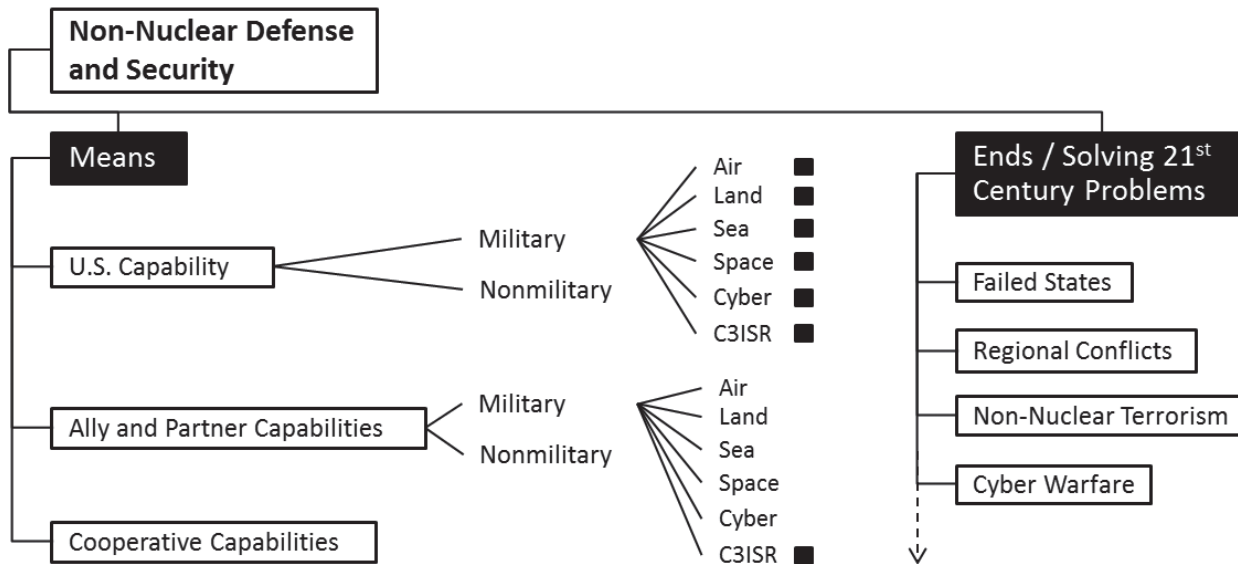 Non-Nuclear Defense
and Security
Means
U.S. Capability
Military
Nonmilitary
Air
Land
Sea
Space
Cyber
C3ISR
Ally and Partner Capabilities
Military
Nonmilitary
Air
Land
Sea
Space
Cyber
C3ISR
Cooperative Capabilities
Ends / Solving 21st
Century Problems
Failed States
Regional Conflicts
Non-Nuclear Terrorism
Cyber Warfare